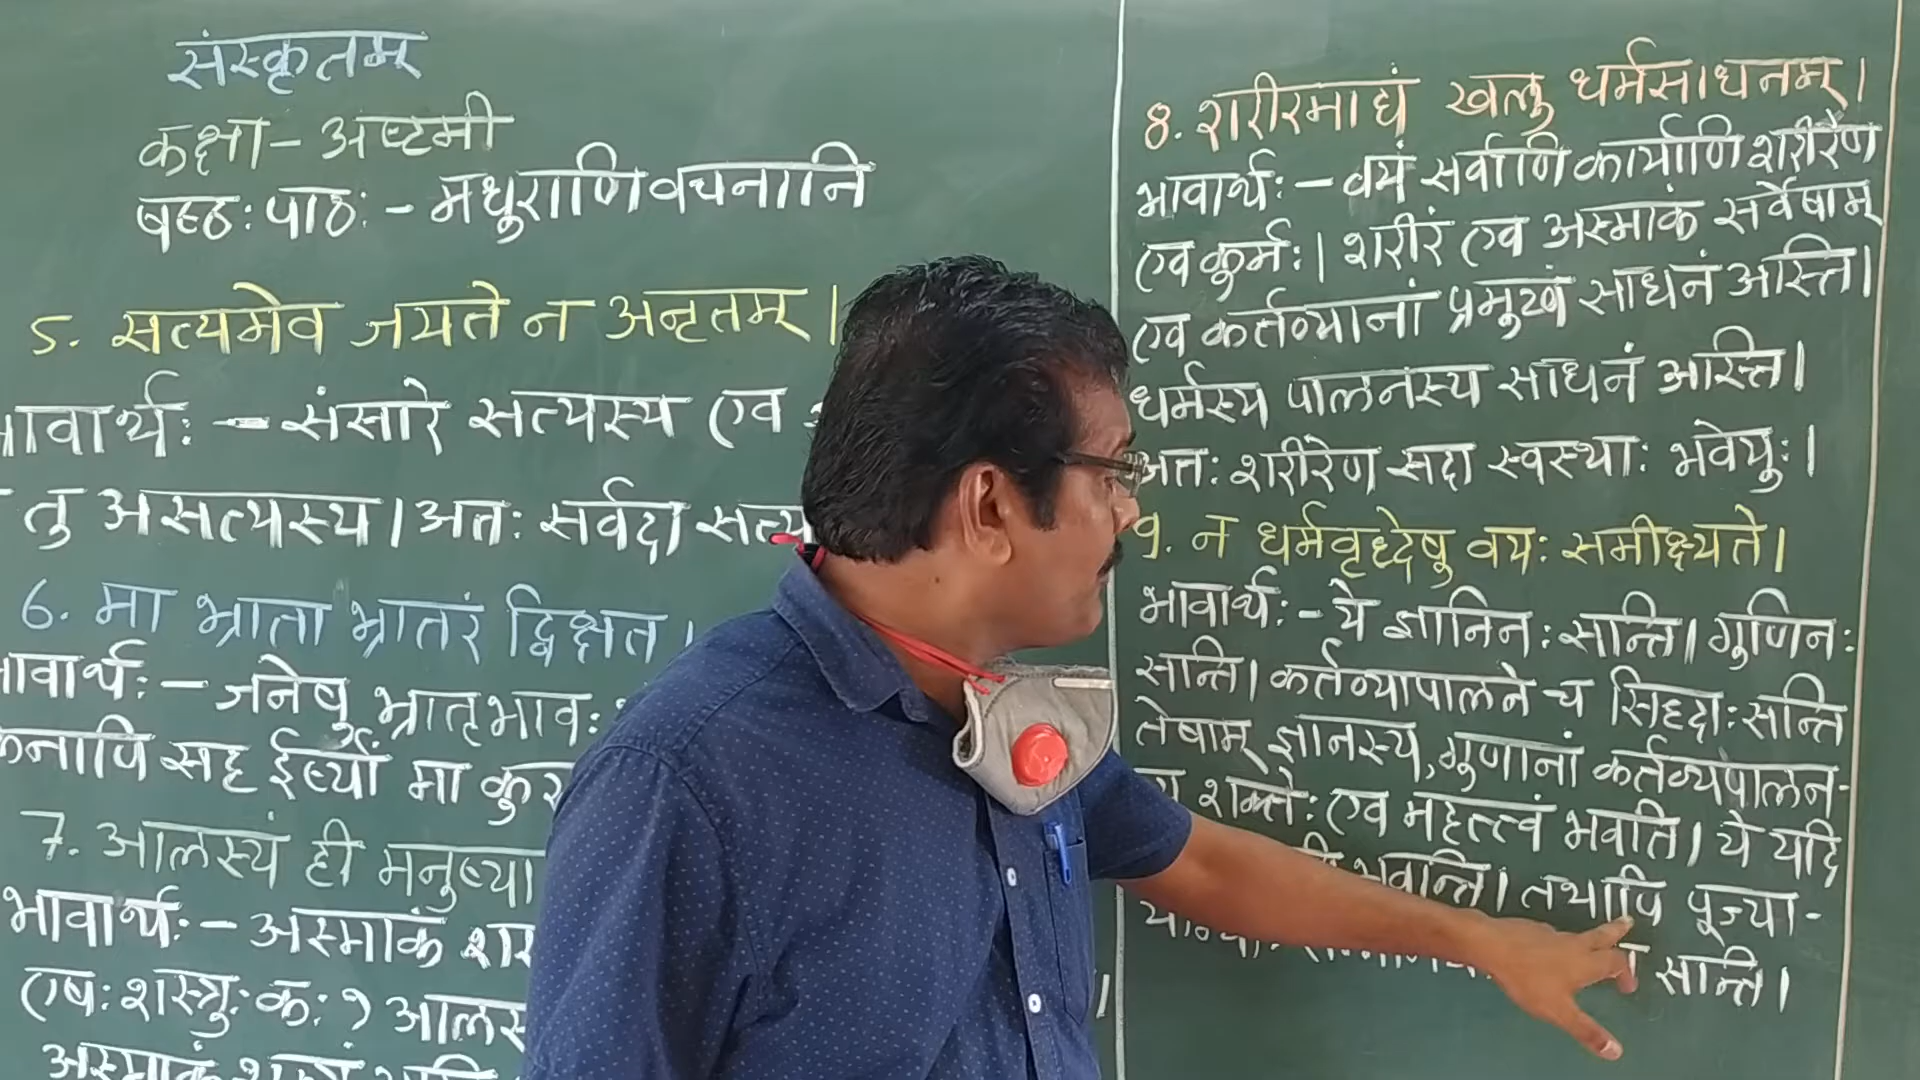 संस्कृतम्
कक्षा - अष्टमी
षष्ठ: पाठ: - मधुराणि वचनानि
5. सत्यमेव जयते न अनृतम् ।
भावार्थ: - संसारे सत्यस्य एव
तु असत्यस्य । अत: सर्वदा सत्य
6. मा भ्राता भ्रातरं द्विक्षत ।
भावार्थ: - जनेषु भ्रातृभाव:
केनापि सह ईर्ष्यां मा कुर
7. आलस्यं ही मनुष्या
भावार्थ: - अस्माकं शर
एष: शस्त्रु: क: ? आलस
अस्माकं
8. शरीरमाद्यं खलु धर्मसाधनम् ।
भावार्थ: - वयं सर्वाणि कार्याणि शरीरेण
एव कुर्म: । शरीरं एव अस्माकं सर्वेषाम्
एव कर्तव्यानां प्रमुखं साधनं अस्ति ।
धर्मस्य पालनस्य साधनं अस्ति ।
अत: शरीरेण सदा स्वस्था: भवेयु: ।
9. न धर्मवृध्देषु वय: समीक्ष्यते ।
भावार्थ: - ये ज्ञानिन: सन्ति । गुणिन:
सन्ति । कर्तव्यापालने च सिहदा: सन्ति
तेषाम् ज्ञानस्य, गुणानां कर्तव्यपालन-
शक्ते: एव महत्त्वं भवति । ये यदि
भवन्ति । तथापि पूज्या-
सन्ति ।